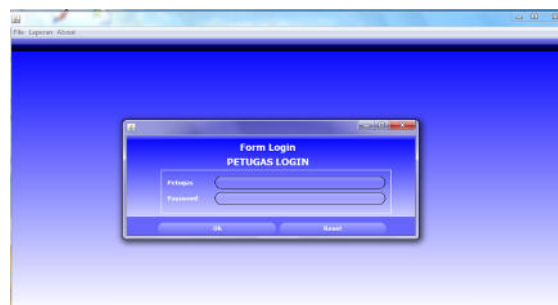 File Laporan About
Form Login
PETUGAS LOGIN
Petugas
Password
Ok Reset